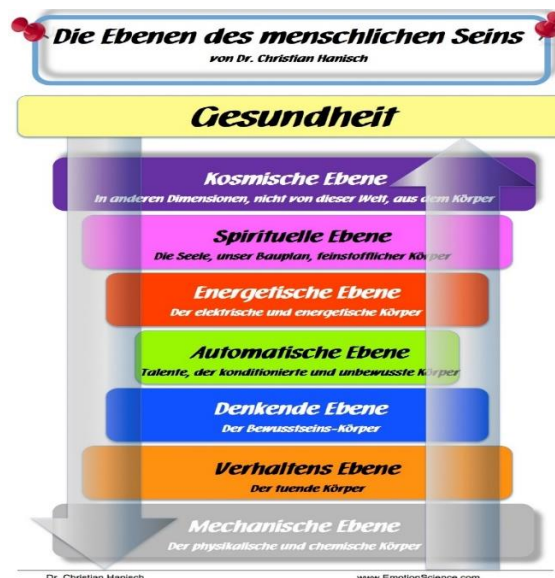 Die Ebenen des menschlichen Seins
von Dr. Christian Hanisch
Gesundheit
Kosmische Ebene
In anderen Dimensionen, nicht von dieser Welt, aus dem Körper
Spirituelle Ebene
Die Seele, unser Bauplan, feinstofflicher Körper
Energetische Ebene
Der elektrische und energetische Körper
Automatische Ebene
Talente, der konditionierte und unbewusste Körper
Denkende Ebene
Der Bewusstseins-Körper
Verhaltens Ebene
Der tuende Körper
Mechanische Ebene
Der physikalische und chemische Körper
Dr. Christian Hanisch www.EmotionScience.com